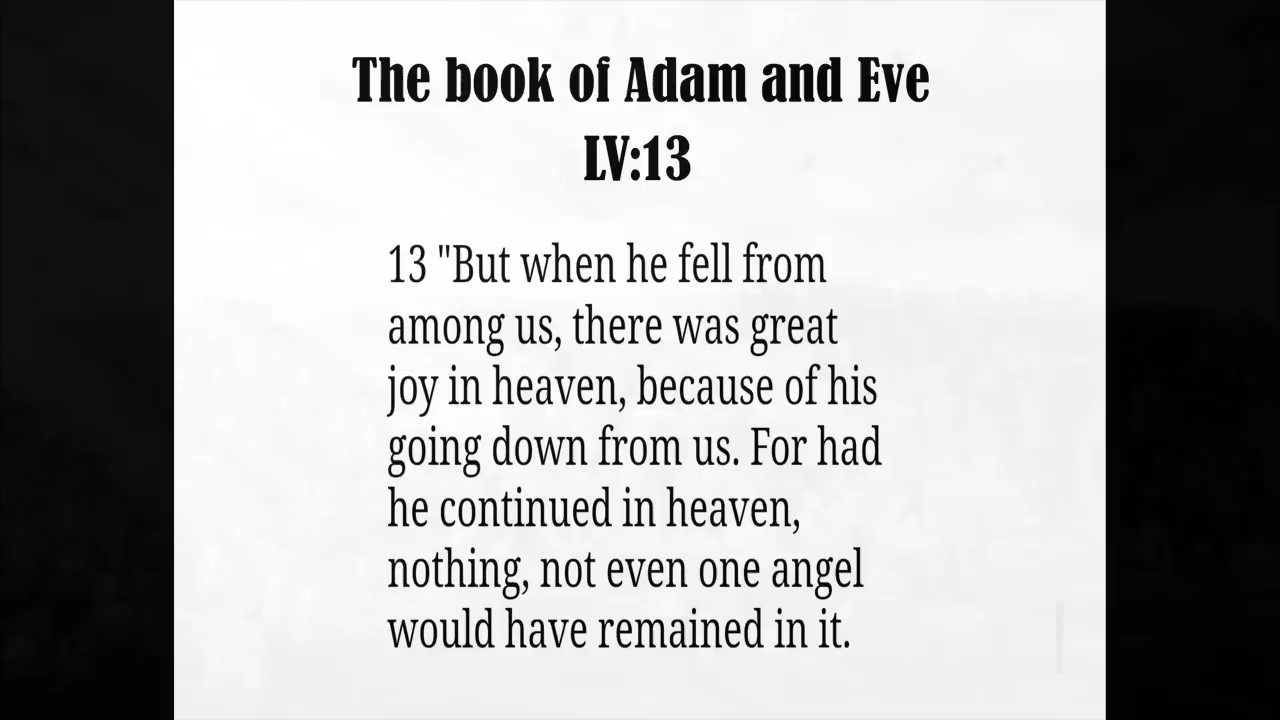 The book of Adam and Eve
LV:13
13 "But when he fell from
among us, there was great
joy in heaven, because of his
going down from us. For had
he continued in heaven,
nothing, not even one angel
would have remained in it.